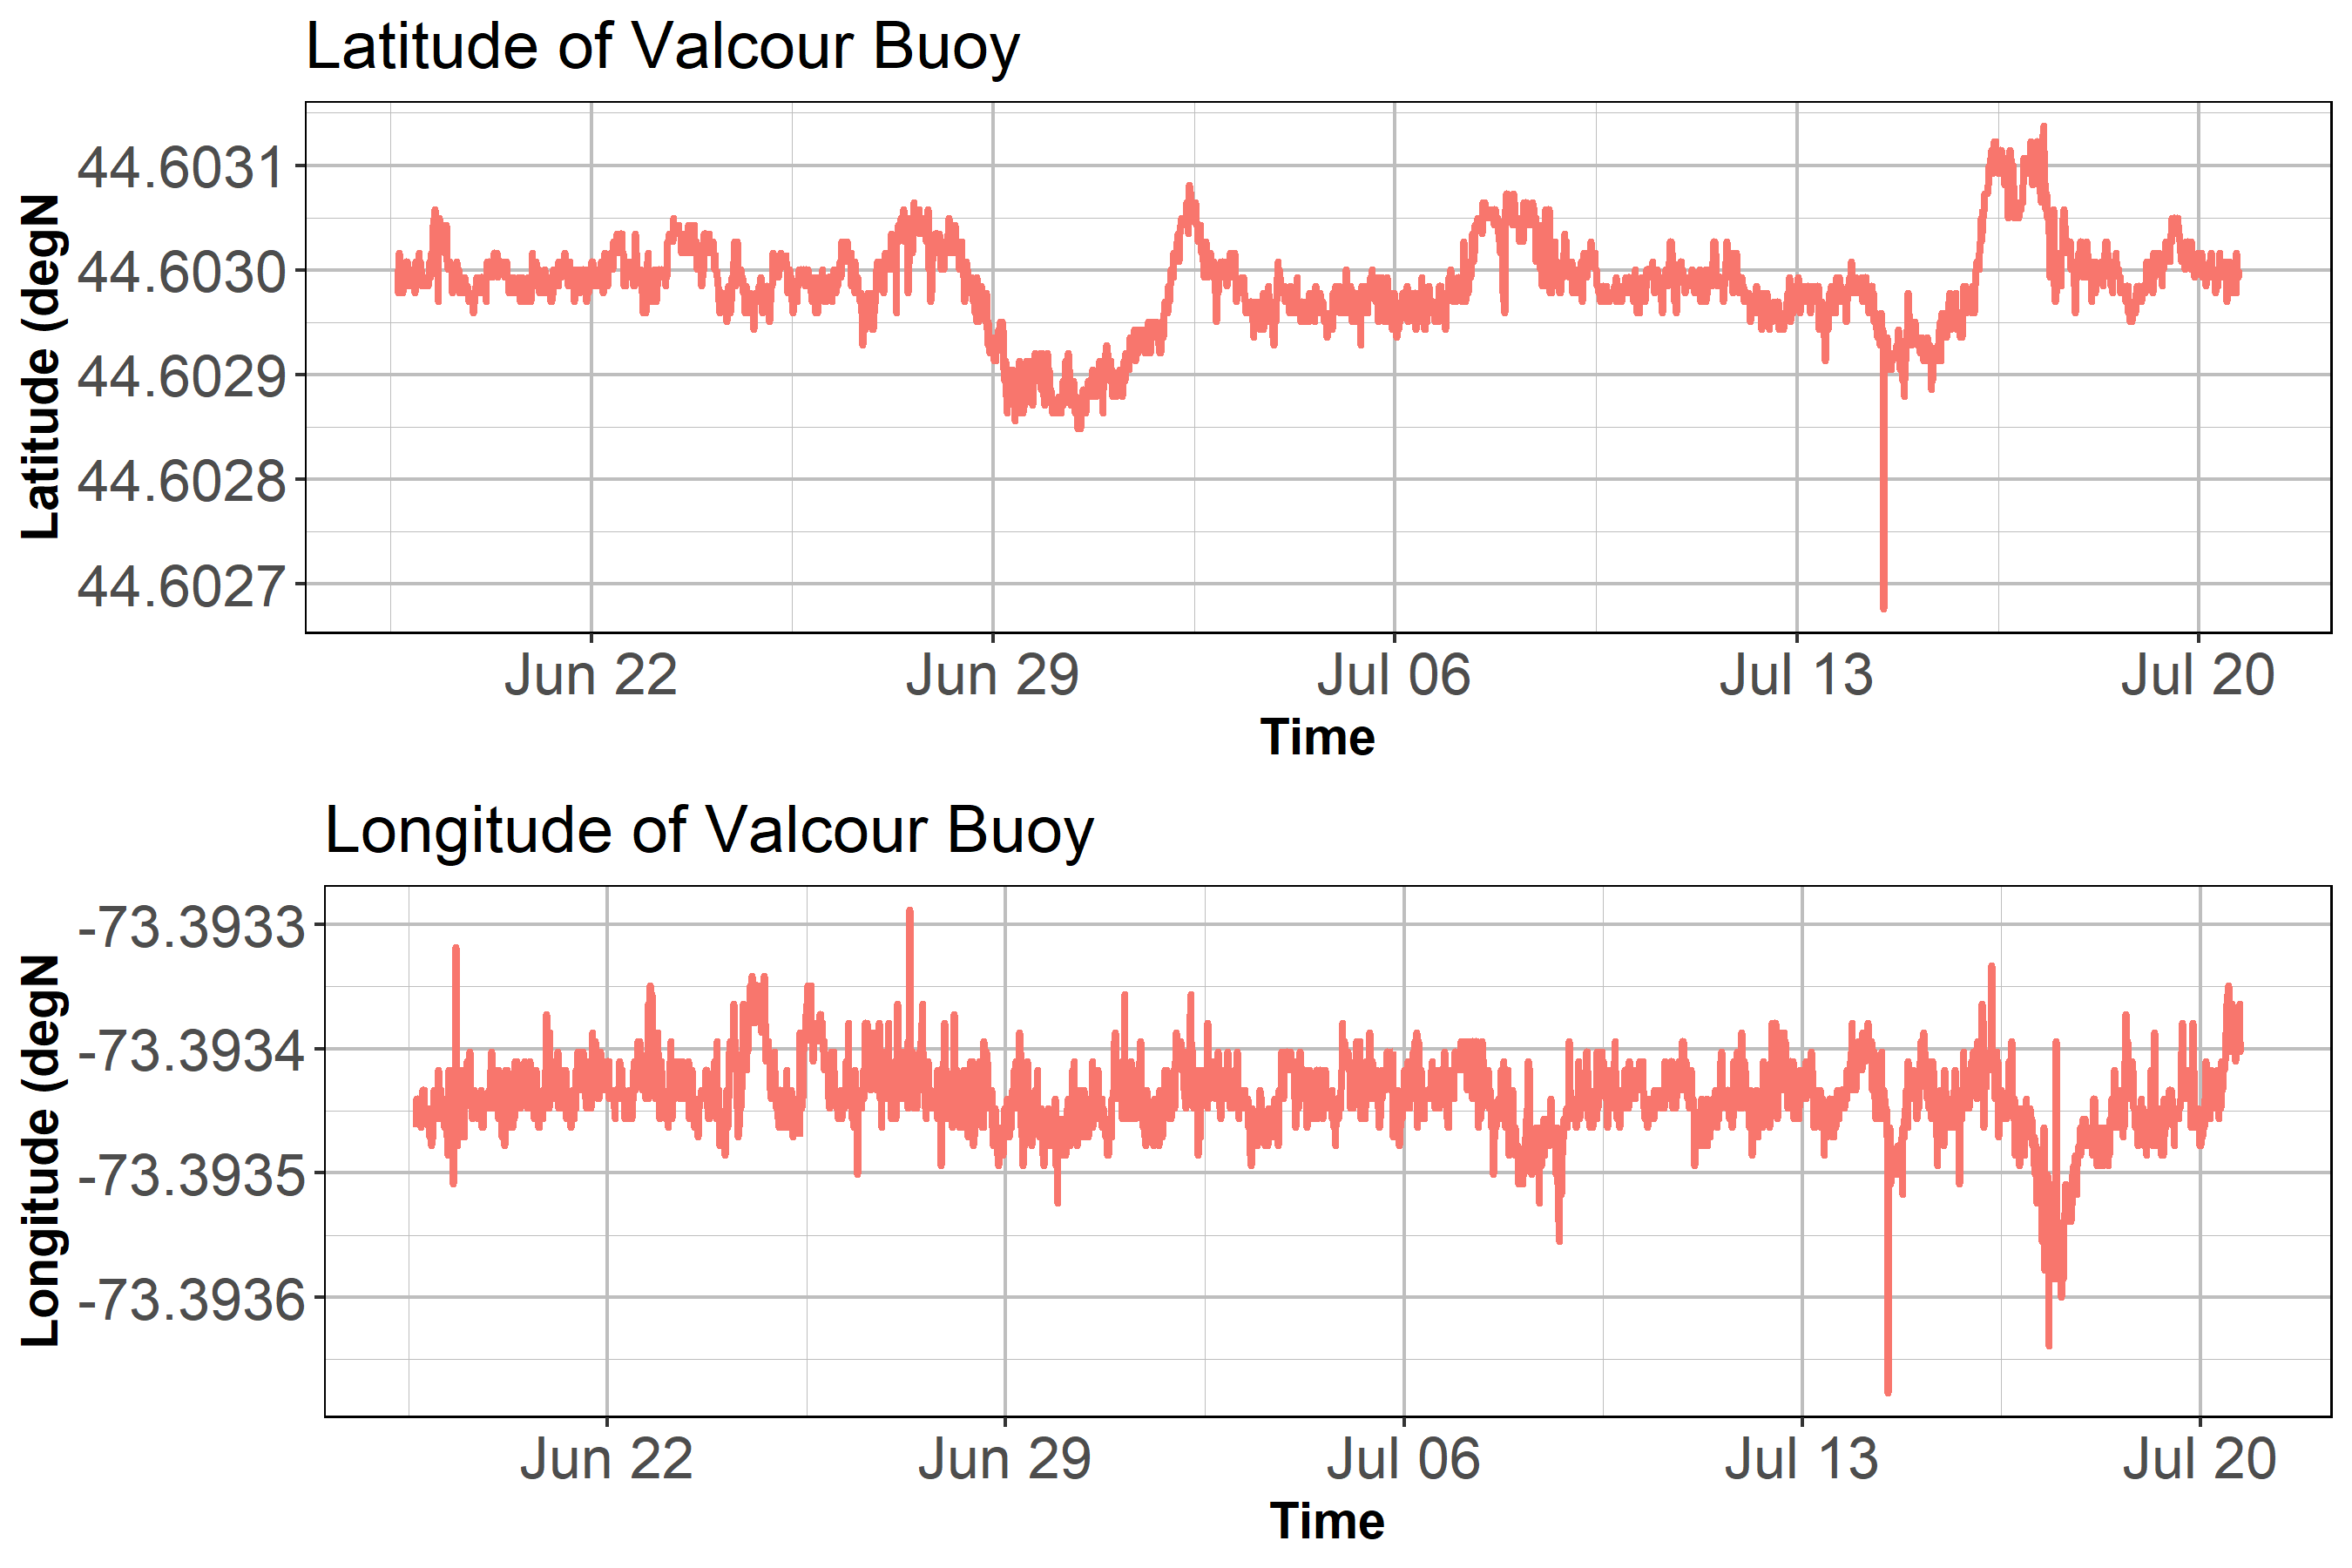 Latitude of Valcour Buoy
Latitude (degN
44.6031
44.6030
44.6029
44.6028
44.6027
Jun 22 Jun 29 Jul 06 Jul 13 Jul 20
Time
Longitude of Valcour Buoy
Longitude (degN
-73.3933
-73.3934
-73.3935
-73.3936
Jun 22 Jun 29 Jul 06 Jul 13 Jul 20
Time